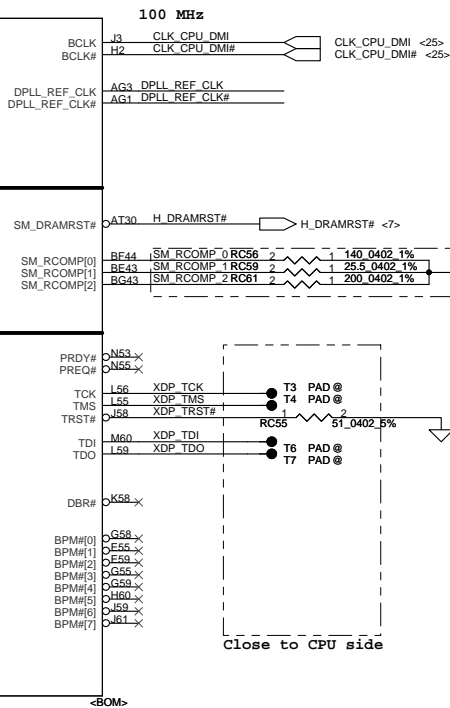 100 MHz
BCLK J3 CLK_CPU_DMI CLK_CPU_DMI <25>
BCLK# H2 CLK_CPU_DMI# CLK_CPU_DMI# <25>
DPLL_REF_CLK AG3 DPLL_REF_CLK
DPLL_REF_CLK# AG1 DPLL_REF_CLK#
SM_DRAMRST# AT30 H_DRAMRST# H_DRAMRST# <7>
SM_RCOMP[0] BF44 SM_RCOMP_0 RC56 2 1 140_0402_1%
SM_RCOMP[1] BE43 SM_RCOMP_1 RC59 2 1 25.5_0402_1%
SM_RCOMP[2] BG43 SM_RCOMP_2 RC61 2 1 200_0402_1%
PRDY# N53
PREQ# N55
TCK L56 XDP_TCK T3 PAD @
TMS L55 XDP_TMS T4 PAD @
TRST# J58 XDP_TRST# RC55 1 2 51_0402_5%
TDI M60 XDP_TDI T6 PAD @
TDO L59 XDP_TDO T7 PAD @
DBR# K58
BPM#[0] G58
BPM#[1] E55
BPM#[2] E59
BPM#[3] G55
BPM#[4] G59
BPM#[5] H60
BPM#[6] J59
BPM#[7] J61
Close to CPU side
<BOM>